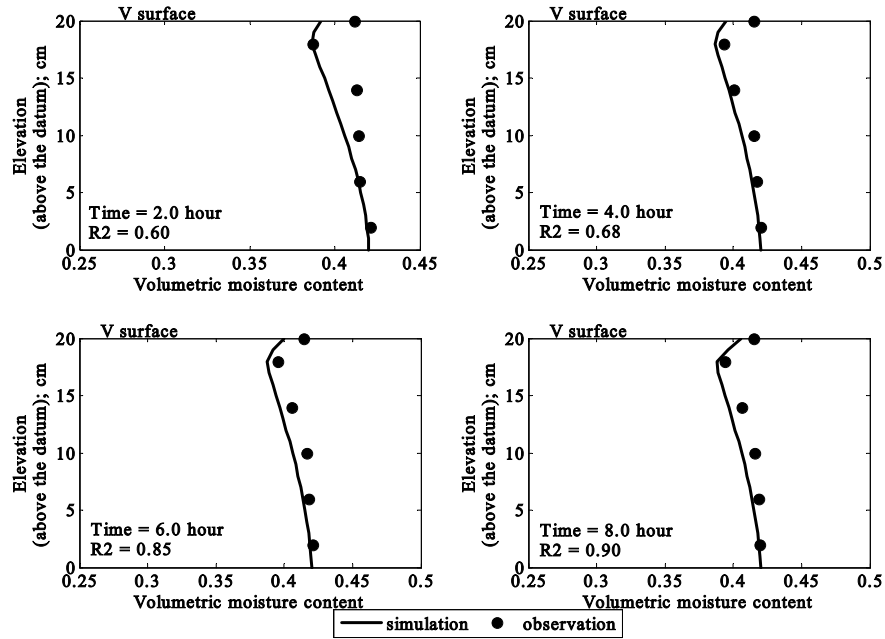 V surface
V surface
20
15
10
5
0
Elevation
(above the datum); cm
Time = 2.0 hour
R2 = 0.60
0.25
0.3
0.35
0.4
0.45
Volumetric moisture content
20
15
10
5
0
Elevation
(above the datum); cm
Time = 4.0 hour
R2 = 0.68
0.25
0.3
0.35
0.4
0.45
0.5
Volumetric moisture content
V surface
20
15
10
5
0
Elevation
(above the datum); cm
Time = 6.0 hour
R2 = 0.85
0.25
0.3
0.35
0.4
0.45
0.5
Volumetric moisture content
V surface
20
15
10
5
0
Elevation
(above the datum); cm
Time = 8.0 hour
R2 = 0.90
0.25
0.3
0.35
0.4
0.45
0.5
Volumetric moisture content
simulation observation